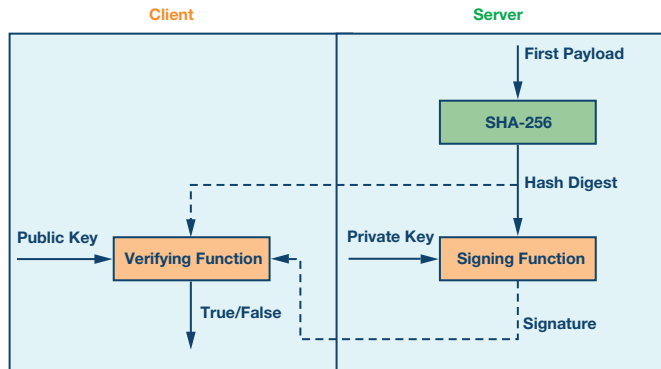 Client
Server
First Payload
SHA-256
Hash Digest
Public Key
Private Key
Verifying Function
Signing Function
True/False
Signature